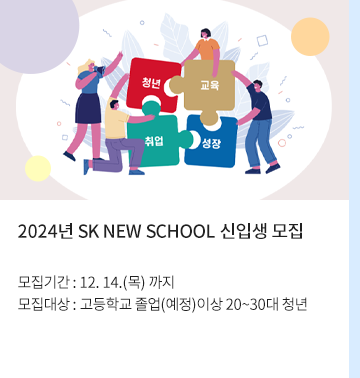 청년
교육
취업
성장
2024년 SK NEW SCHOOL 신입생 모집
모집기간 : 12. 14.(목) 까지
모집대상 : 고등학교 졸업(예정)이상 20~30대 청년